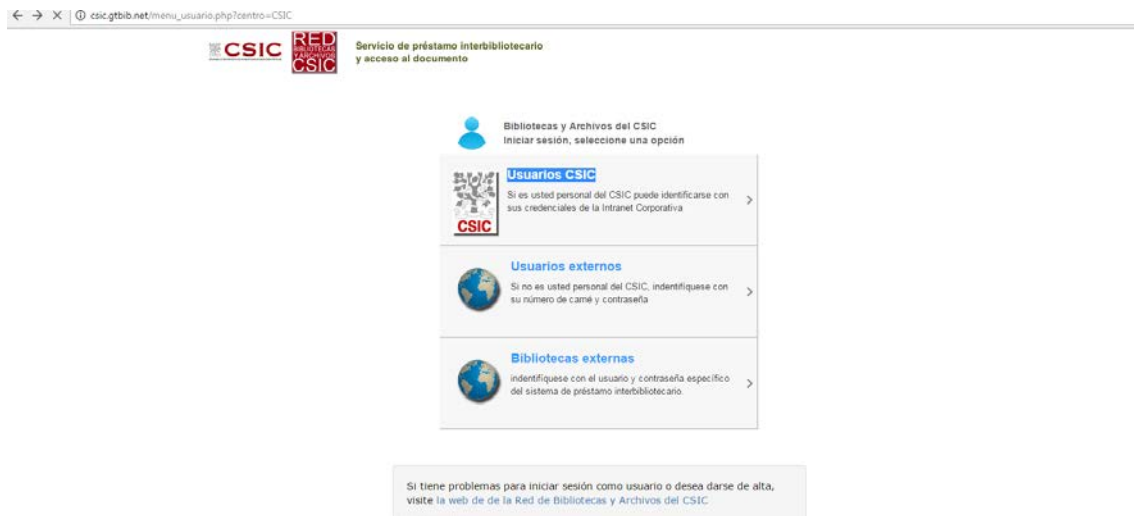 csic.gtbib.net/menu_usuario.php?centro=CSIC
CSIC
RED
BIBLIOTECAS
Y ARCHIVOS
CSIC
Servicio de préstamo interbibliotecario
y acceso al documento
Bibliotecas y Archivos del CSIC
Iniciar sesión, seleccione una opción
Usuarios CSIC
Si es usted personal del CSIC puede identificarse con
sus credenciales de la Intranet Corporativa
CSIC
Usuarios externos
Si no es usted personal del CSIC, indentifíquese con
su número de carné y contraseña
Bibliotecas externas
indentifíquese con el usuario y contraseña específico
del sistema de préstamo interbibliotecario.
Si tiene problemas para iniciar sesión como usuario o desea darse de alta,
visite la web de de la Red de Bibliotecas y Archivos del CSIC